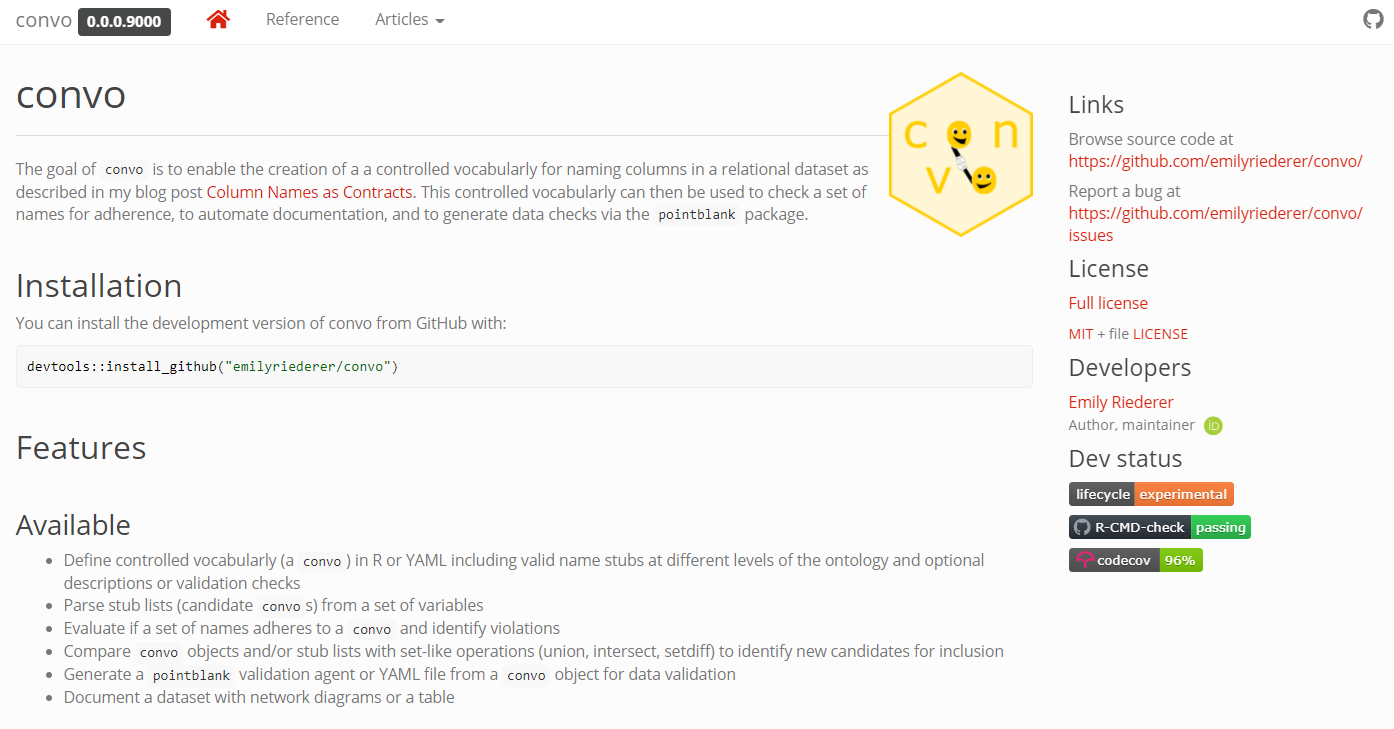 convo 0.0.0.9000 Reference Articles
convo
The goal of convo is to enable the creation of a a controlled vocabularly for naming columns in a relational dataset as
described in my blog post Column Names as Contracts. This controlled vocabularly can then be used to check a set of
names for adherence, to automate documentation, and to generate data checks via the pointblank package.
c o n
v o
Installation
You can install the development version of convo from GitHub with:
devtools::install_github("emilyriederer/convo")
Features
Available
Define controlled vocabularly (a convo ) in R or YAML including valid name stubs at different levels of the ontology and optional
descriptions or validation checks
Parse stub lists (candidate convo s) from a set of variables
Evaluate if a set of names adheres to a convo and identify violations
Compare convo objects and/or stub lists with set-like operations (union, intersect, setdiff) to identify new candidates for inclusion
Generate a pointblank validation agent or YAML file from a convo object for data validation
Document a dataset with network diagrams or a table
Links
Browse source code at
https://github.com/emilyriederer/convo/
Report a bug at
https://github.com/emilyriederer/convo/
issues
License
Full license
MIT + file LICENSE
Developers
Emily Riederer
Author, maintainer iD
Dev status
lifecycle experimental
R-CMD-check passing
codecov 96%